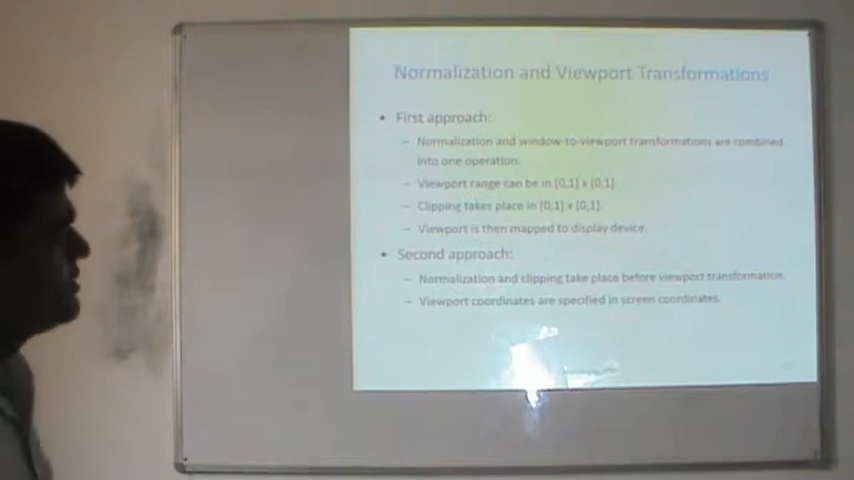 Normalization and Viewport Transformations
• First approach:
– Normalization and window-to-viewport transformations are combined
into one operation.
– Viewport range can be in [0,1] x [0,1].
– Clipping takes place in [0,1] x [0,1].
– Viewport is then mapped to display device.
• Second approach:
– Normalization and clipping take place before viewport transformation.
– Viewport coordinates are specified in screen coordinates.